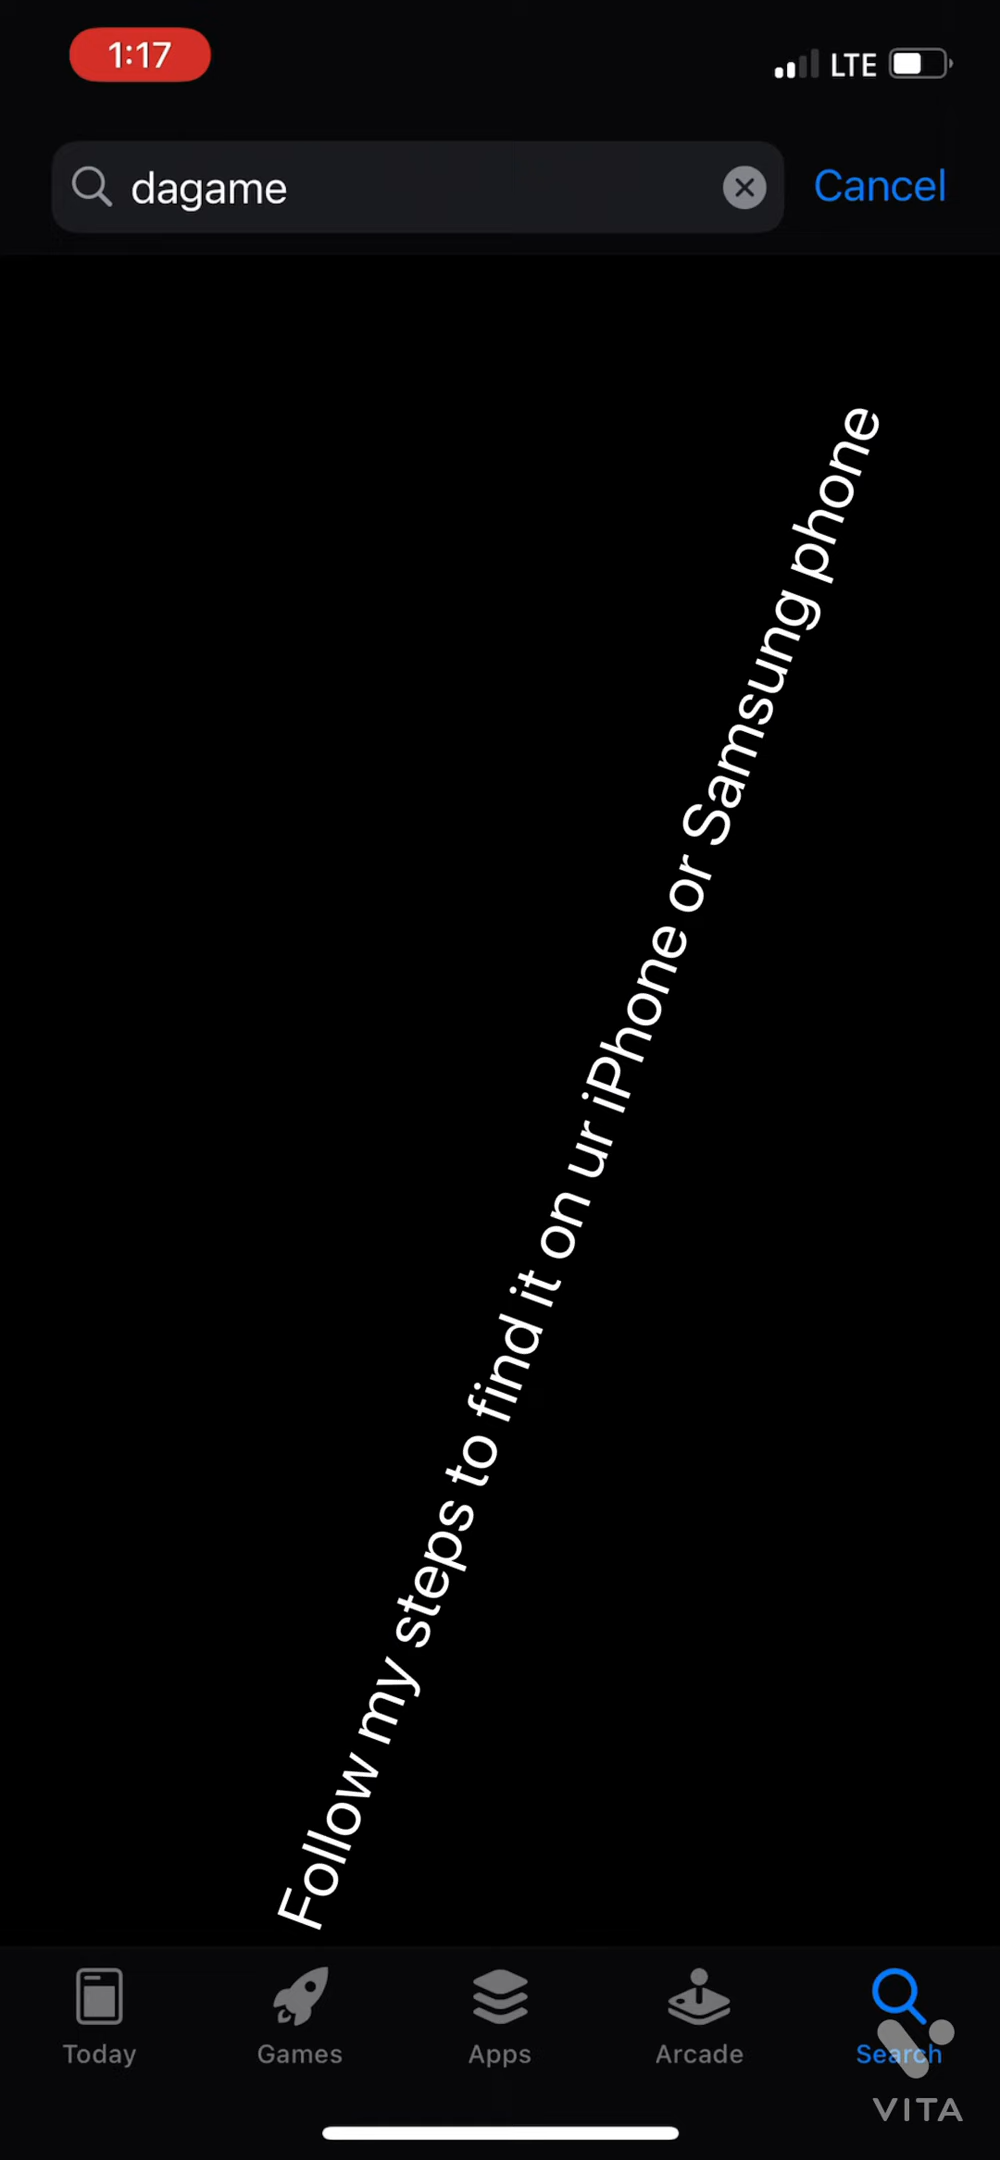 1:17
LTE
dagame
Cancel
Follow my steps to find it on ur iPhone or Samsung phone
Today
Games
Apps
Arcade
Search
VITA